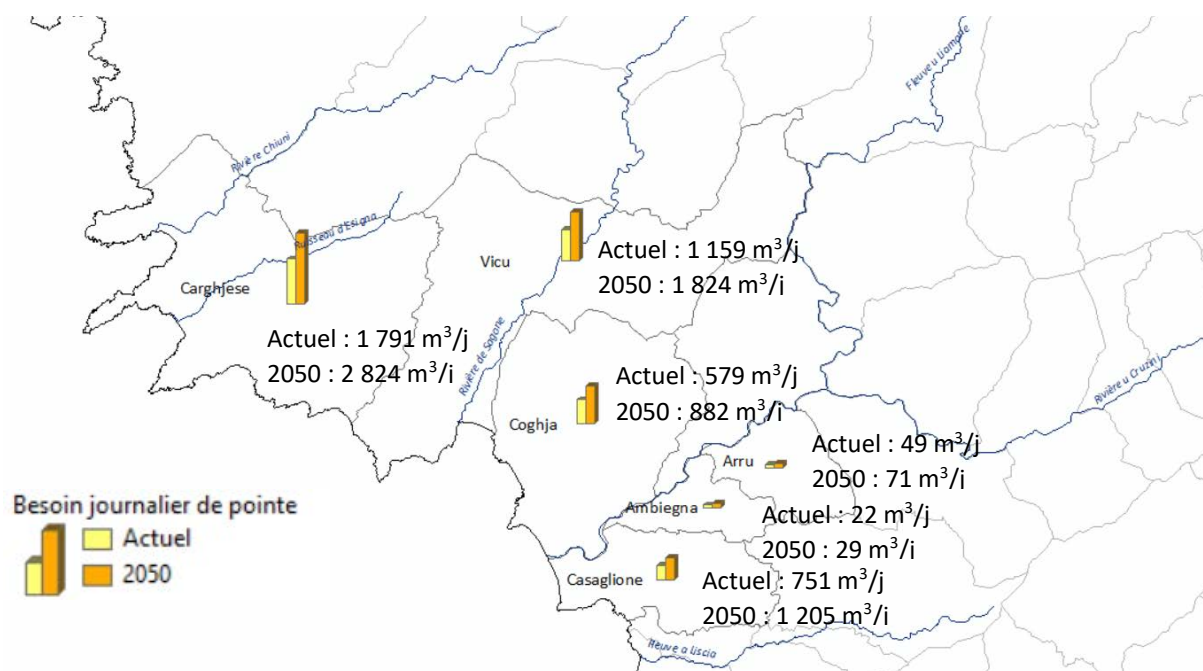 Fleuve u Liamone
Rivière Chiuni
Ruisseau d'Esigna
Vicu
Carghjese
Actuel : 1 159 m³/j
2050 : 1 824 m³/j
Actuel : 1 791 m³/j
2050 : 2 824 m³/j
Rivière de Sagone
Rivière u Cruzini
Actuel : 579 m³/j
2050 : 882 m³/j
Coghja
Actuel : 49 m³/j
2050 : 71 m³/j
Arru
Ambiegna
Actuel : 22 m³/j
2050 : 29 m³/j
Casaglione
Actuel : 751 m³/j
2050 : 1 205 m³/j
Fleuve a Liscia
Besoin journalier de pointe
Actuel
2050